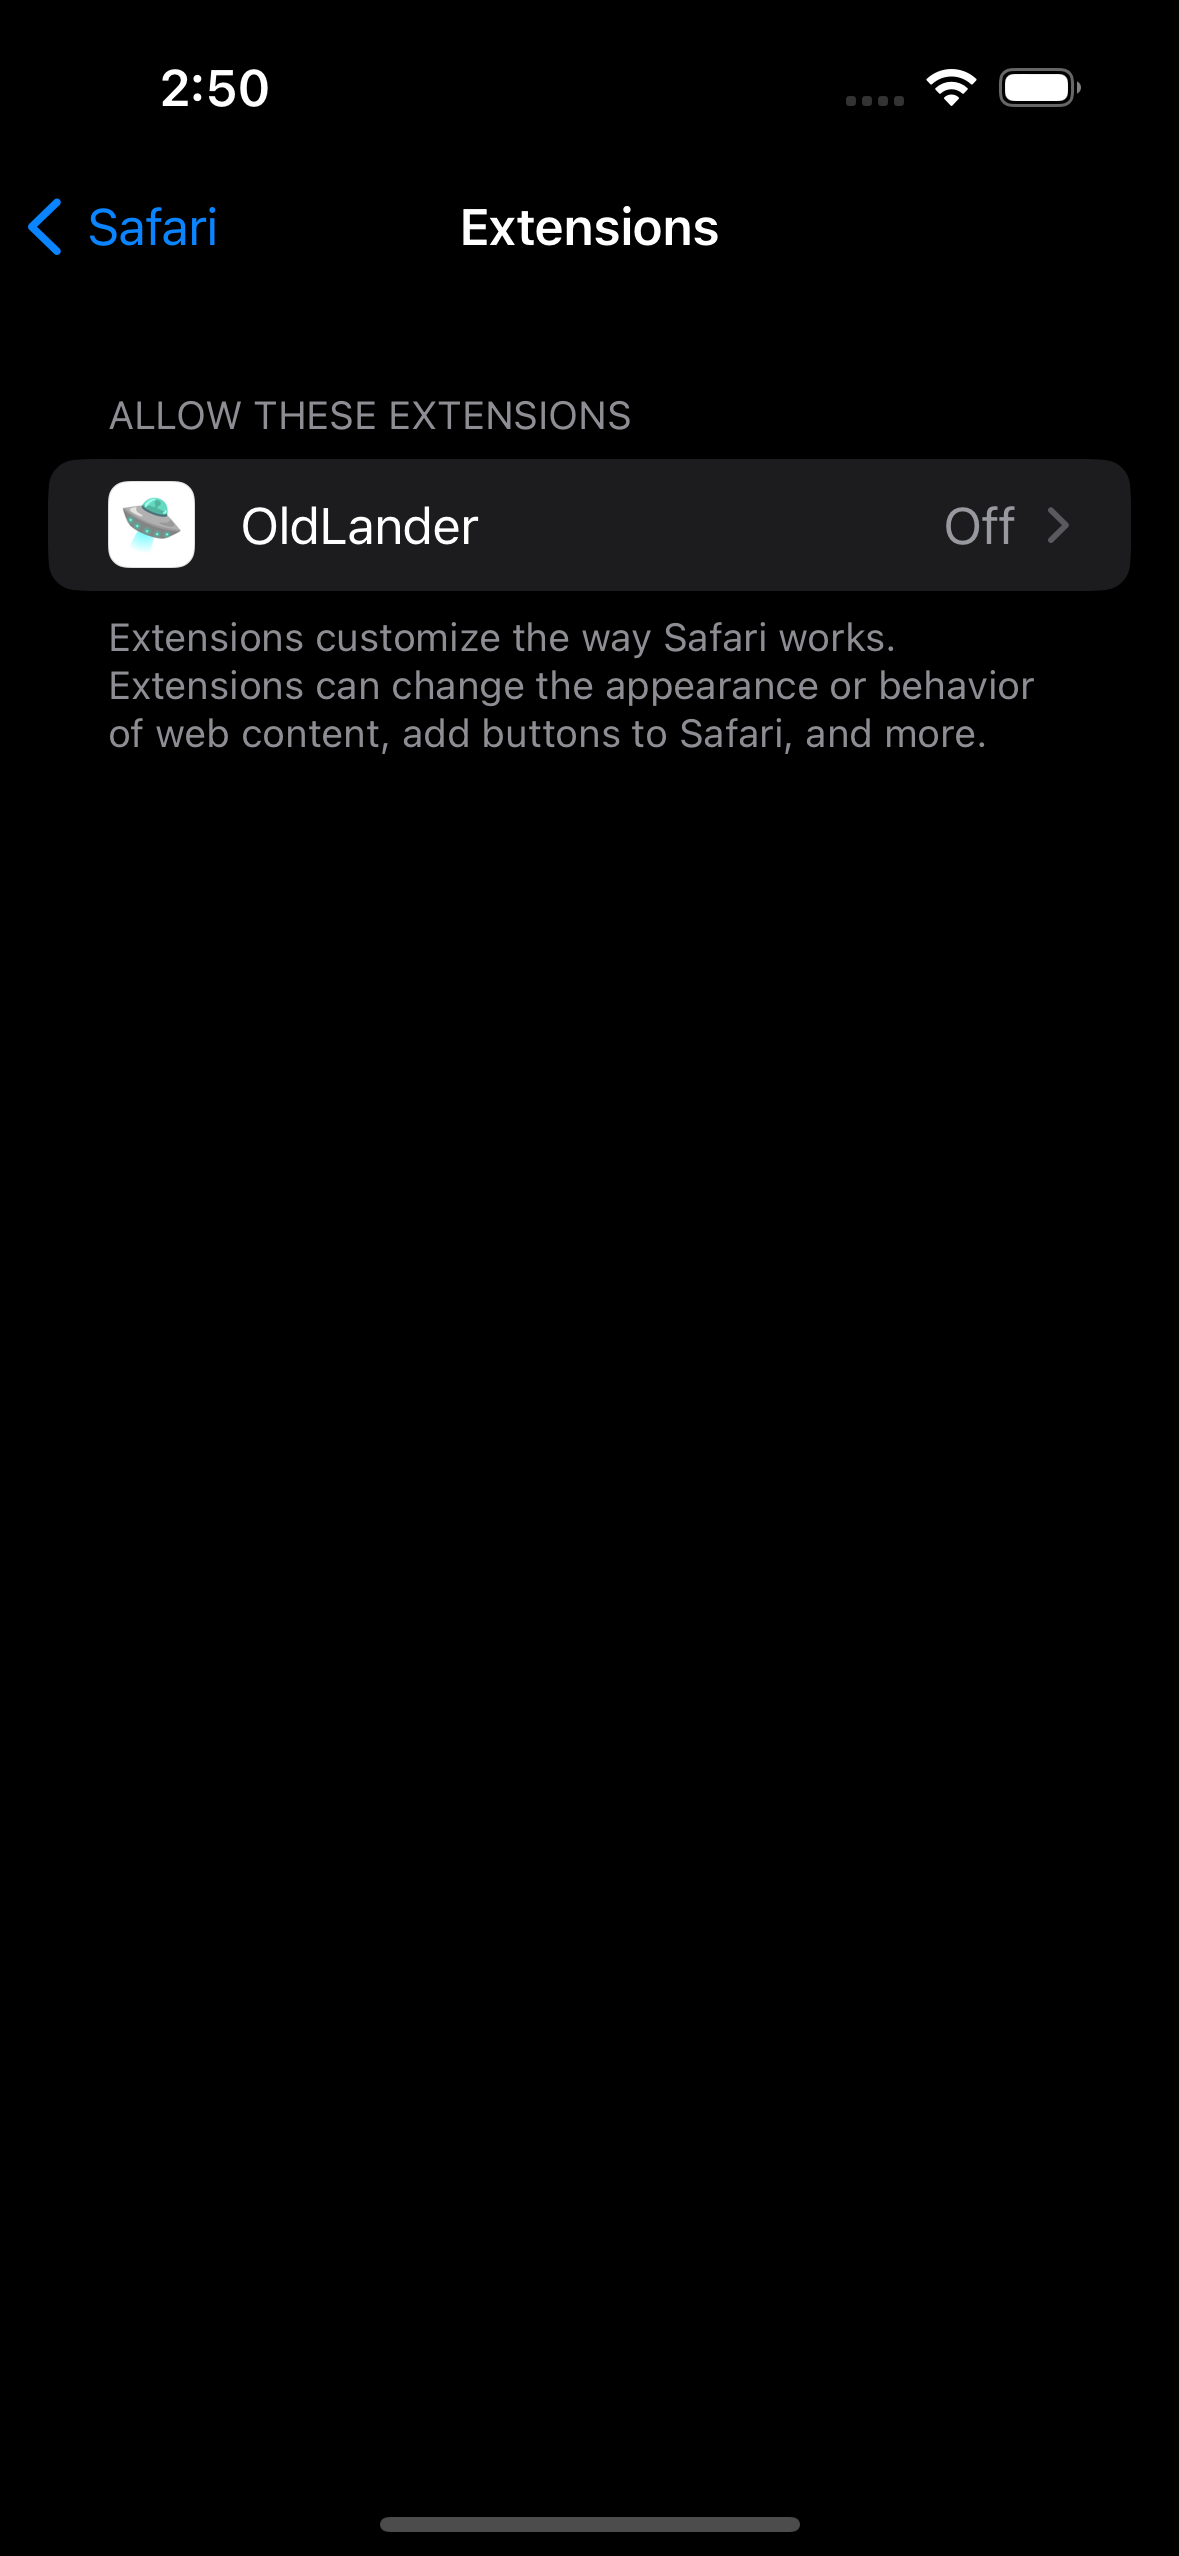 2:50
Safari
Extensions
ALLOW THESE EXTENSIONS
OldLander
Off
Extensions customize the way Safari works.
Extensions can change the appearance or behavior
of web content, add buttons to Safari, and more.